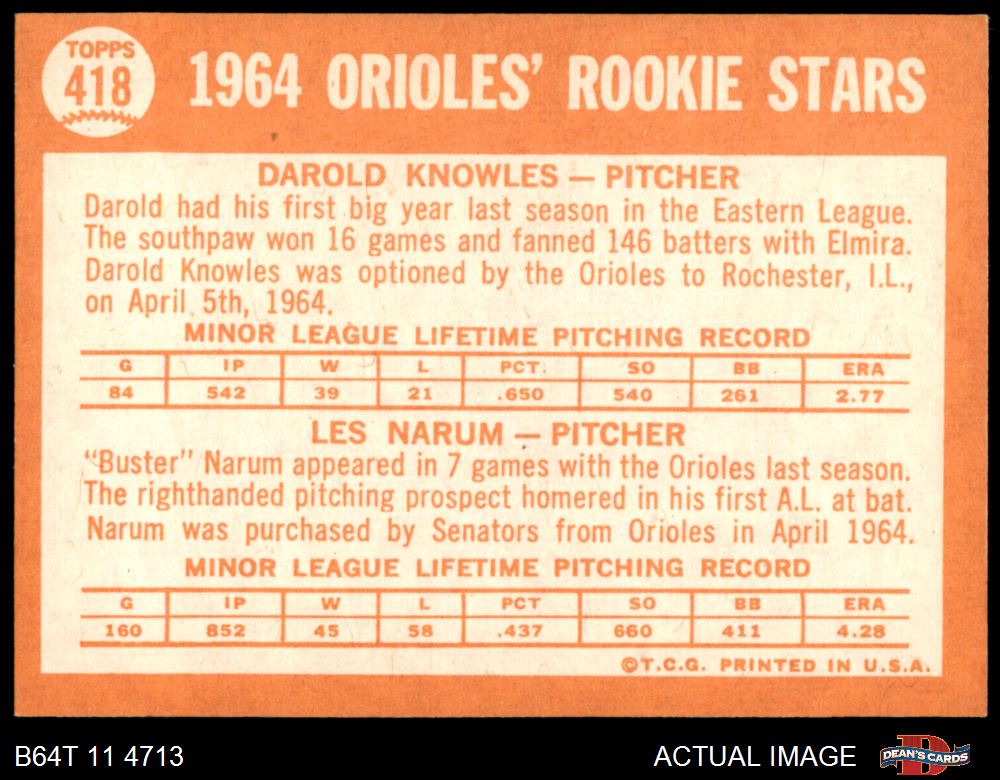 TOPPS
418
1964 ORIOLES' ROOKIE STARS
DAROLD KNOWLES — PITCHER
Darold had his first big year last season in the Eastern League.
The southpaw won 16 games and fanned 146 batters with Elmira.
Darold Knowles was optioned by the Orioles to Rochester, I.L.,
on April 5th, 1964.
MINOR LEAGUE LIFETIME PITCHING RECORD
G IP W L PCT. SO BB ERA
84 542 39 21 .650 540 261 2.77
LES NARUM — PITCHER
"Buster" Narum appeared in 7 games with the Orioles last season.
The righthanded pitching prospect homered in his first A.L. at bat.
Narum was purchased by Senators from Orioles in April 1964.
MINOR LEAGUE LIFETIME PITCHING RECORD
G IP W L PCT SO BB ERA
160 852 45 58 .437 660 411 4.28
©T.C.G. PRINTED IN U.S.A.
B64T 11 4713
ACTUAL IMAGE
DEAN'S CARDS